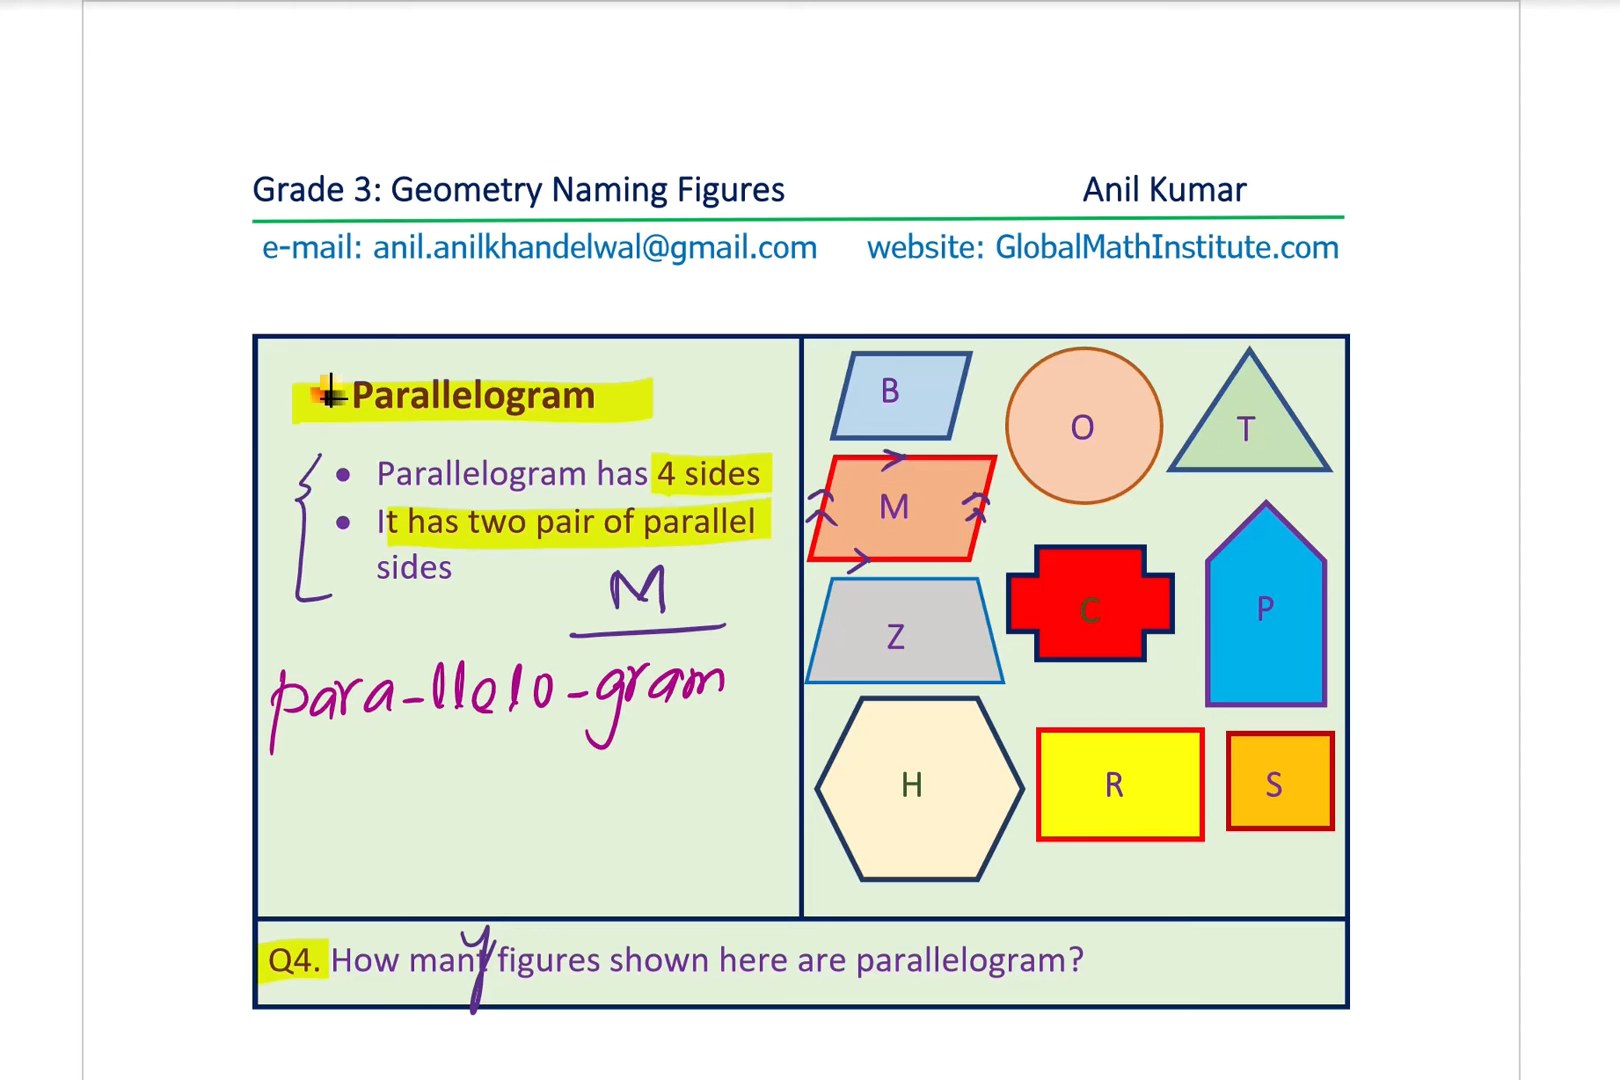 Grade 3: Geometry Naming Figures Anil Kumar
e-mail: anil.anilkhandelwal@gmail.com website: GlobalMathInstitute.com
Parallelogram
Parallelogram has 4 sides
It has two pair of parallel
sides
M
para-llelo-gram
B
O
T
M
Z
C
P
H
R
S
Q4. How many figures shown here are parallelogram?